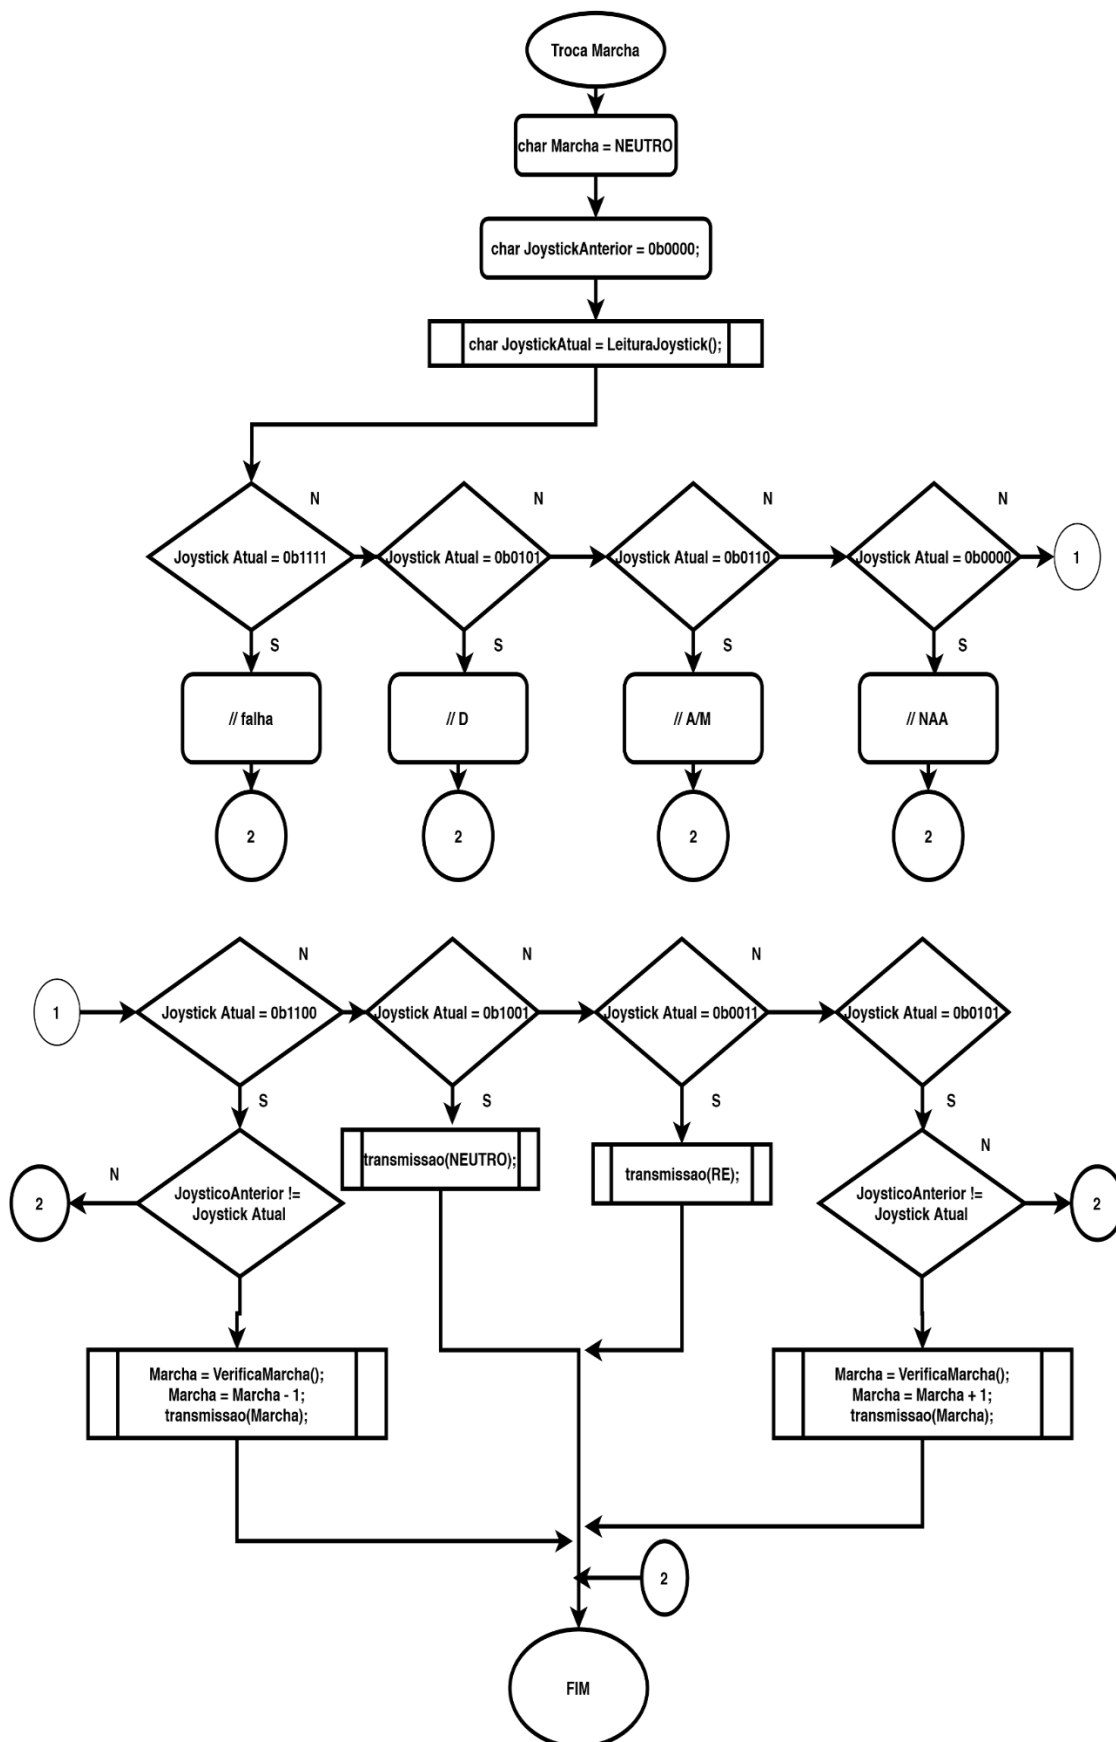 Troca Marcha
char Marcha = NEUTRO
char JoystickAnterior = 0b0000;
char JoystickAtual = LeituraJoystick();
N
N
N
N
Joystick Atual = 0b1111
Joystick Atual = 0b0101
Joystick Atual = 0b0110
Joystick Atual = 0b0000
1
S
S
S
S
// falha
// D
// A/M
// NAA
2
2
2
2
N
N
N
1
Joystick Atual = 0b1100
Joystick Atual = 0b1001
Joystick Atual = 0b0011
Joystick Atual = 0b0101
S
S
S
S
transmissao(NEUTRO);
transmissao(RE);
N
N
2
JoysticoAnterior !=
Joystick Atual
JoysticoAnterior !=
Joystick Atual
2
Marcha = VerificaMarcha();
Marcha = Marcha - 1;
transmissao(Marcha);
Marcha = VerificaMarcha();
Marcha = Marcha + 1;
transmissao(Marcha);
2
FIM